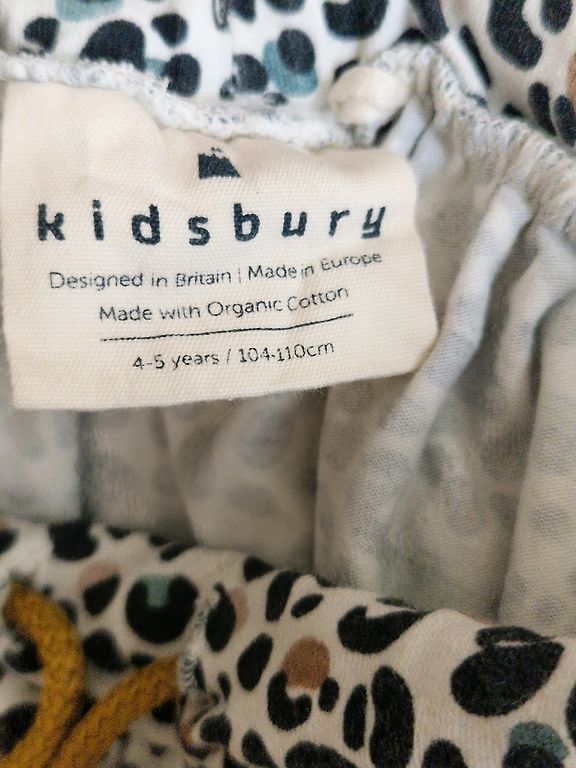 kidsbury
Designed in Britain | Made in Europe
Made with Organic Cotton
4-5 years / 104-110cm